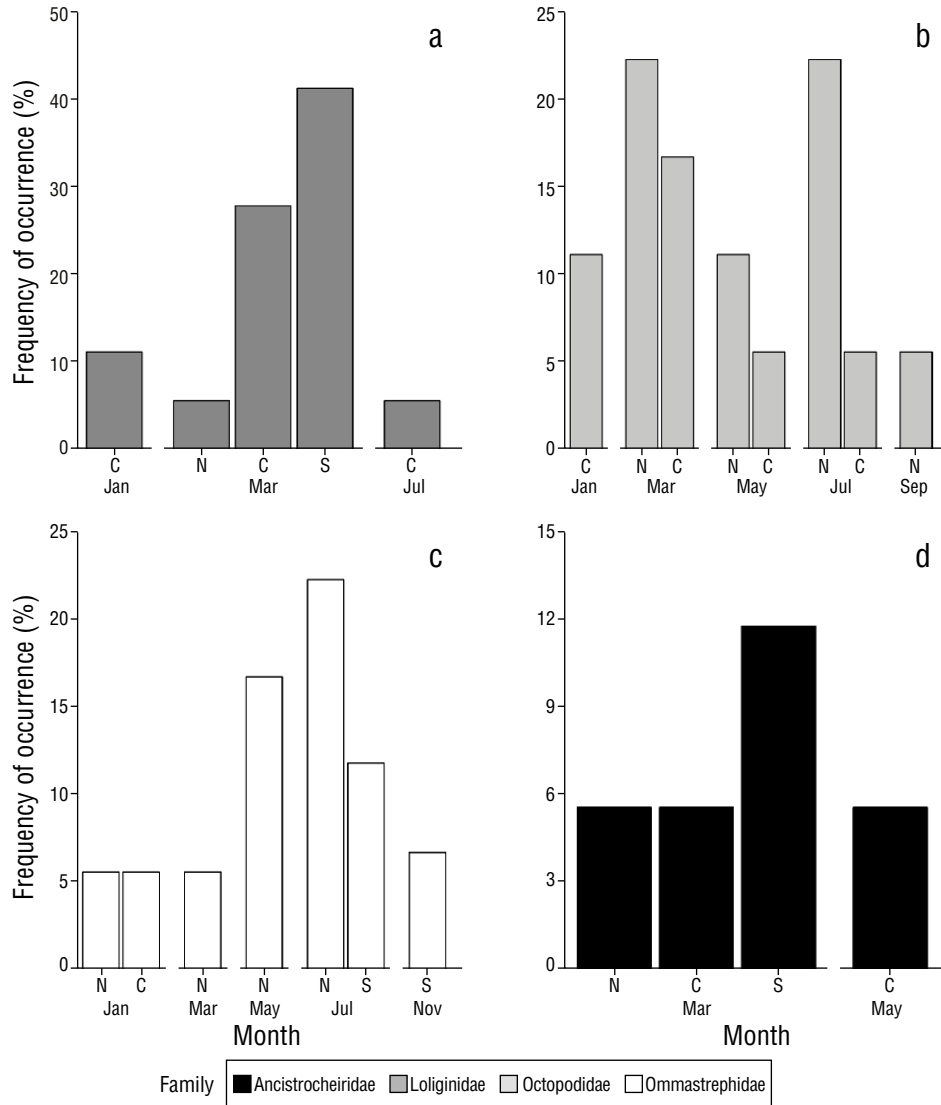 a
Frequency of occurrence (%)
50
40
30
20
10
0
C
N
C
S
C
Jan
Mar
Jul
b
25
20
15
10
5
0
C
N
C
N
C
N
C
N
Jan
Mar
May
Jul
Sep
c
Frequency of occurrence (%)
25
20
15
10
5
0
N
C
N
N
N
S
S
Jan
Mar
May
Jul
Nov
Month
d
15
12
9
6
3
0
N
C
S
C
Mar
May
Month
Family Ancistrocheiridae Loliginidae Octopodidae Ommastrephidae